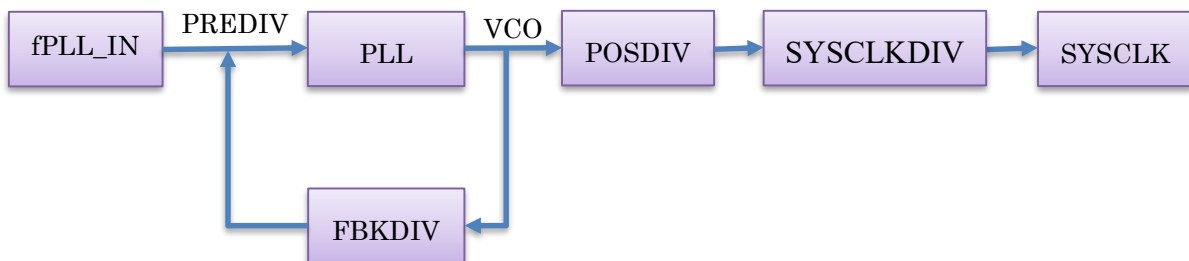 fPLL_IN
PREDIV
PLL
VCO
POSDIV
SYSCLKDIV
SYSCLK
FBKDIV